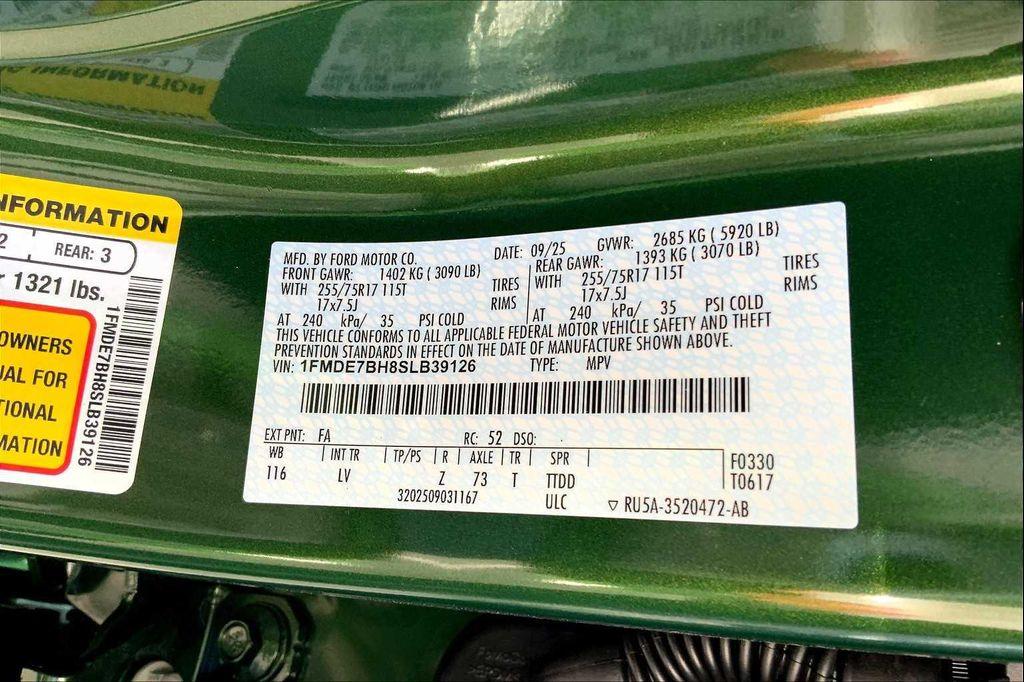 INFORMATION
NFORMATION
2 REAR: 3
1321 lbs.
OWNERS
UAL FOR
TIONAL
MATION
1FMDE7BH8SLB39126
MFG. BY FORD MOTOR CO. DATE: 09/25 GVWR: 2685 KG ( 5920 LB)
FRONT GAWR: 1402 KG ( 3090 LB) REAR GAWR: 1393 KG ( 3070 LB)
WITH 255/75R17 115T TIRES WITH 255/75R17 115T TIRES
17x7.5J RIMS 17x7.5J RIMS
AT 240 kPa/ 35 PSI COLD AT 240 kPa/ 35 PSI COLD
THIS VEHICLE CONFORMS TO ALL APPLICABLE FEDERAL MOTOR VEHICLE SAFETY AND THEFT
PREVENTION STANDARDS IN EFFECT ON THE DATE OF MANUFACTURE SHOWN ABOVE.
VIN: 1FMDE7BH8SLB39126 TYPE: MPV
EXT PNT: FA RC: 52 DSO:
WB INT TR TP/PS R AXLE TR SPR F0330
116 LV Z 73 T TTDD T0617
3202509031167 ULC ▽ RU5A-3520472-AB